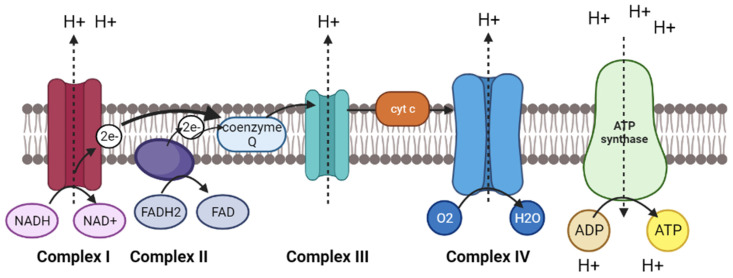 H+ H+
H+
H+
H+
H+
H+
2e-
2e-
coenzyme
Q
cyt c
ATP
synthase
NADH
NAD+
FADH2
FAD
O2
H2O
ADP
ATP
Complex I
Complex II
Complex III
Complex IV
H+
H+